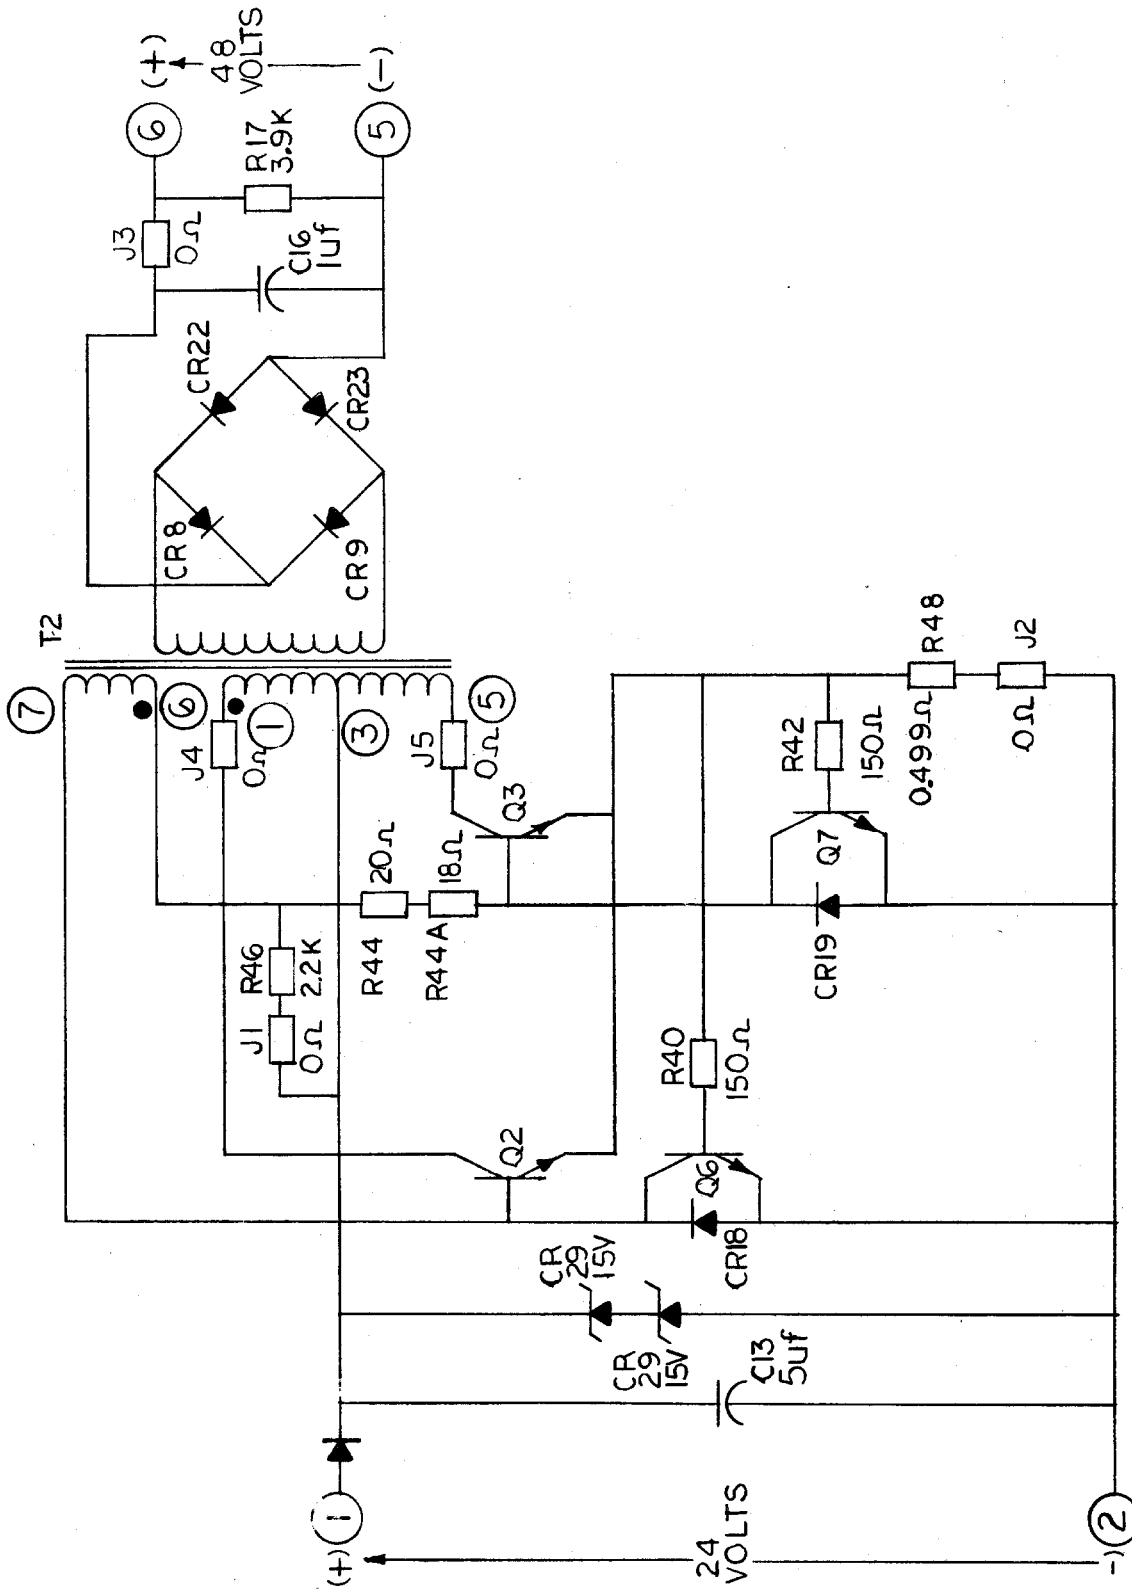 (+)
1
24
VOLTS
-)
2
C13
5uf
CR
29
15V
CR
29
15V
CR18
Q6
Q2
R40
150Ω
J1
0Ω
R46
2.2K
R44
20Ω
R44A
18Ω
CR19
Q7
Q3
R42
150Ω
0.499Ω
R48
0Ω
J2
J5
0Ω
5
3
J4
0Ω
1
6
7
T2
CR8
CR9
CR22
CR23
C16
1uf
J3
0Ω
R17
3.9K
6
(+)
48
VOLTS
5
(-)